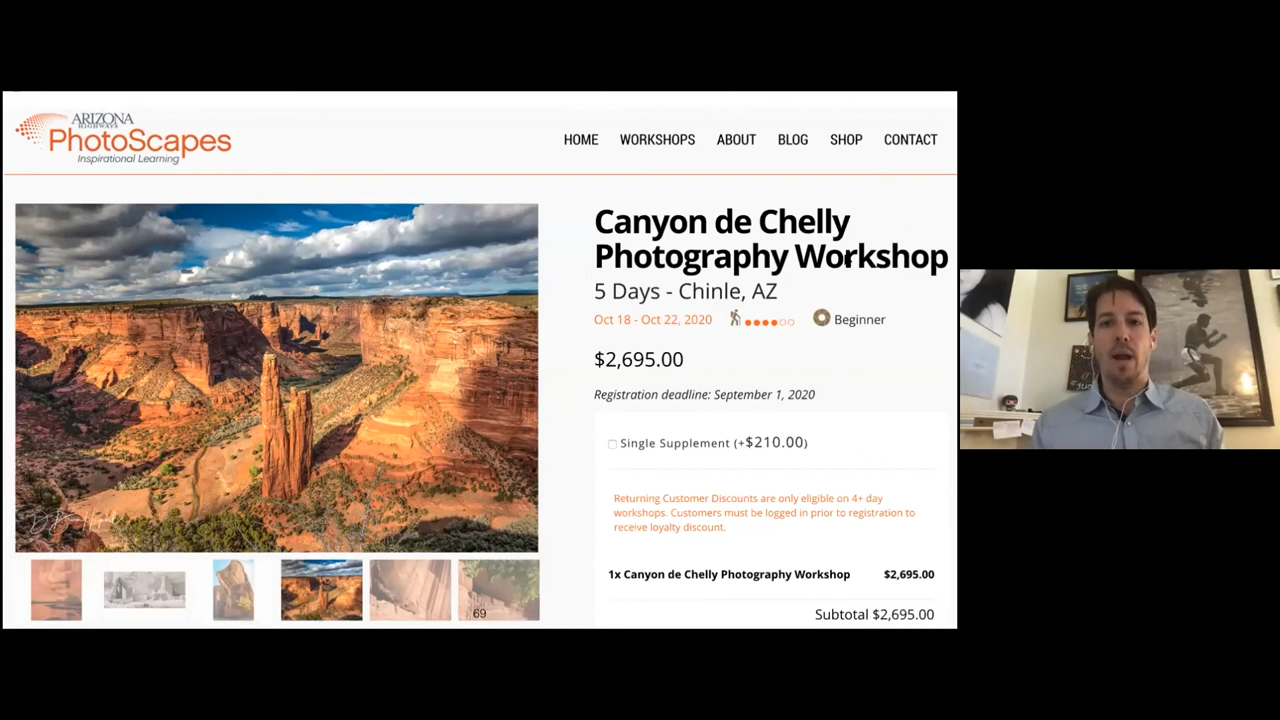 ARIZONA
HIGHWAYS
PhotoScapes
Inspirational Learning
HOME WORKSHOPS ABOUT BLOG SHOP CONTACT
Canyon de Chelly
Photography Workshop
5 Days - Chinle, AZ
Oct 18 - Oct 22, 2020 Beginner
$2,695.00
Registration deadline: September 1, 2020
Single Supplement (+$210.00)
Returning Customer Discounts are only eligible on 4+ day
workshops. Customers must be logged in prior to registration to
receive loyalty discount.
1x Canyon de Chelly Photography Workshop $2,695.00
Subtotal $2,695.00
69